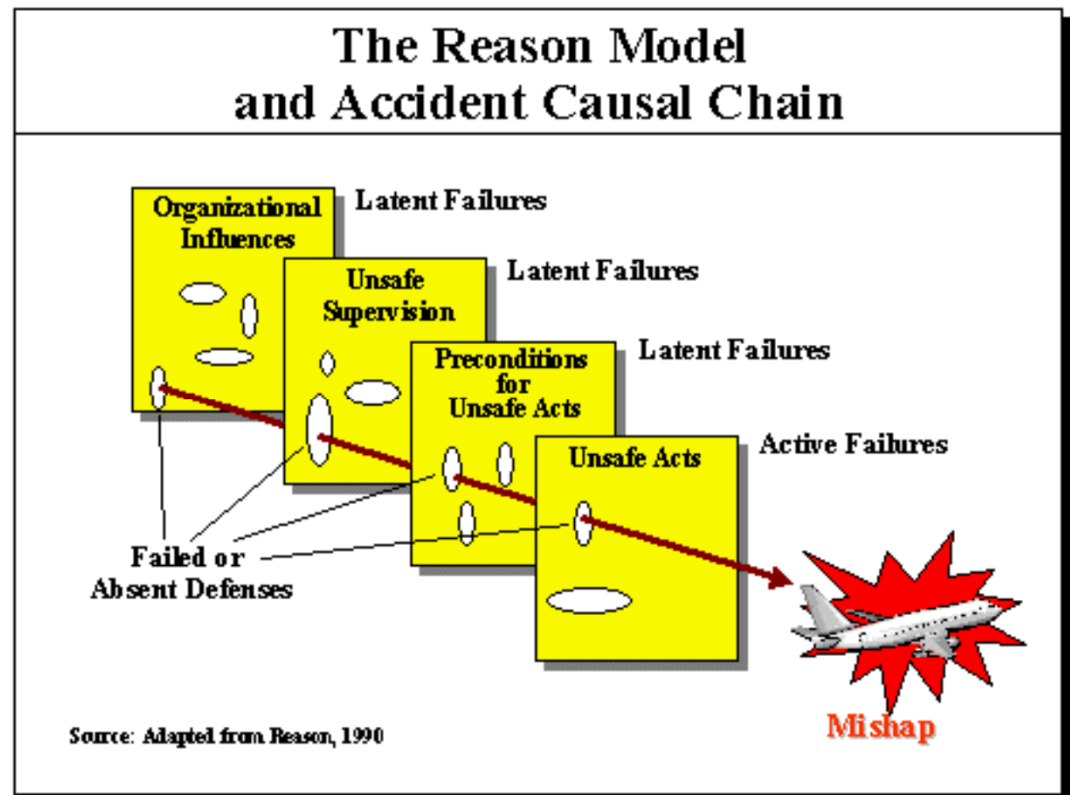 The Reason Model
and Accident Causal Chain
Organizational
Influences
Latent Failures
Unsafe
Supervision
Latent Failures
Preconditions
for
Unsafe Acts
Latent Failures
Unsafe Acts
Active Failures
Failed or
Absent Defenses
Mishap
Source: Adapted from Reason, 1990